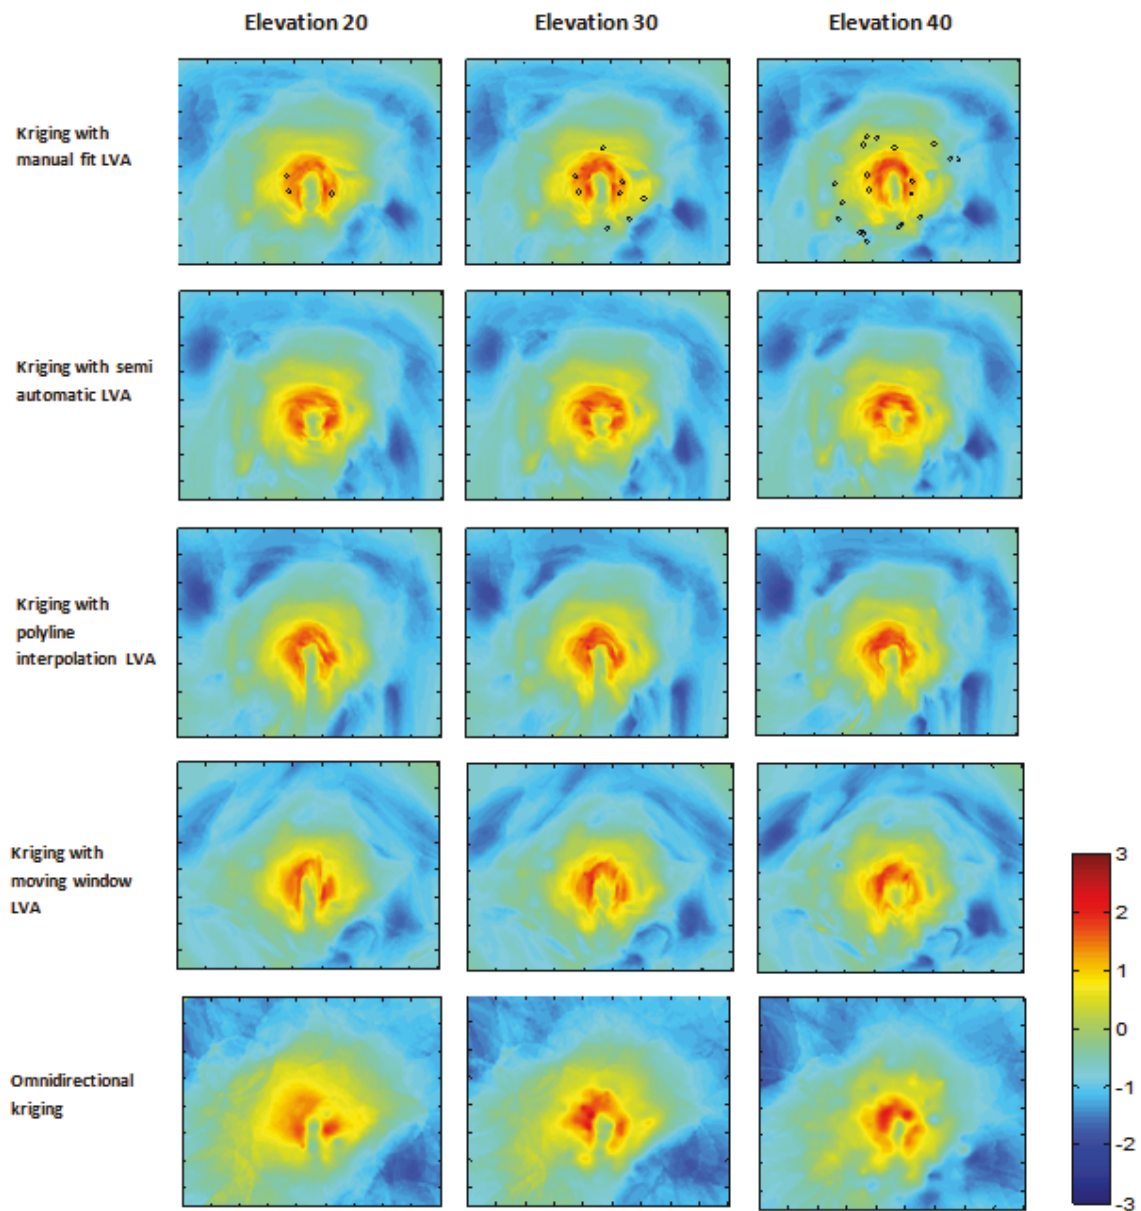 Elevation 20
Elevation 30
Elevation 40
Kriging with
manual fit LVA
Kriging with semi
automatic LVA
Kriging with
polyline
interpolation LVA
Kriging with
moving window
LVA
Omnidirectional
kriging
3
2
1
0
-1
-2
-3